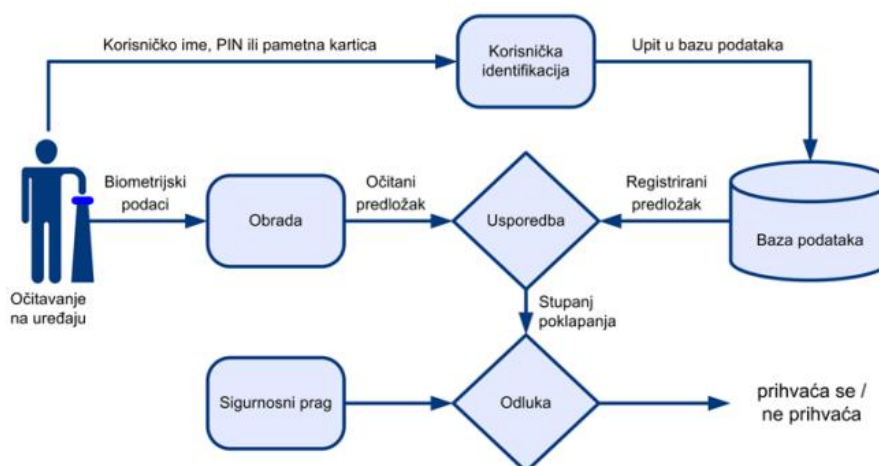 Korisničko ime, PIN ili pametna kartica
Korisnička
identifikacija
Upit u bazu podataka
Biometrijski
podaci
Obrada
Očitani
predložak
Usporedba
Registrirani
predložak
Baza podataka
Očitavanje
na uređaju
Stupanj
poklapanja
Sigurnosni prag
Odluka
prihvaća se /
ne prihvaća